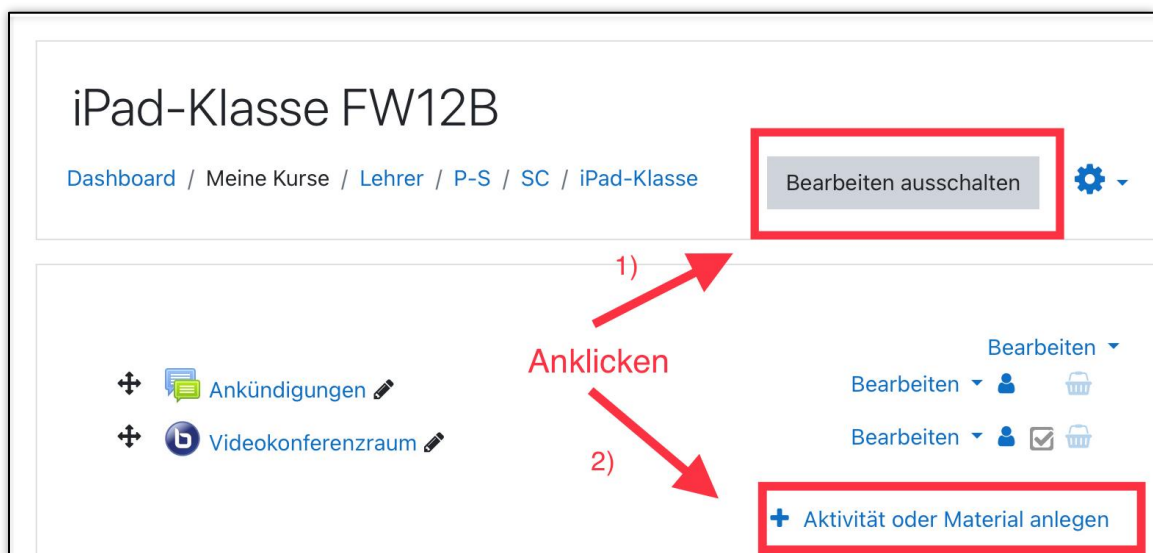 iPad-Klasse FW12B
Dashboard / Meine Kurse / Lehrer / P-S / SC / iPad-Klasse
Bearbeiten ausschalten
1)
Anklicken
Bearbeiten
Ankündigungen
Bearbeiten
Videokonferenzraum
Bearbeiten
2)
+ Aktivität oder Material anlegen